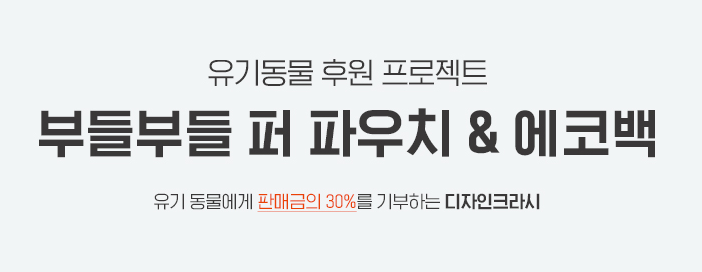 유기동물 후원 프로젝트
부들부들 퍼 파우치 & 에코백
유기 동물에게 판매금의 30%를 기부하는 디자인크라시